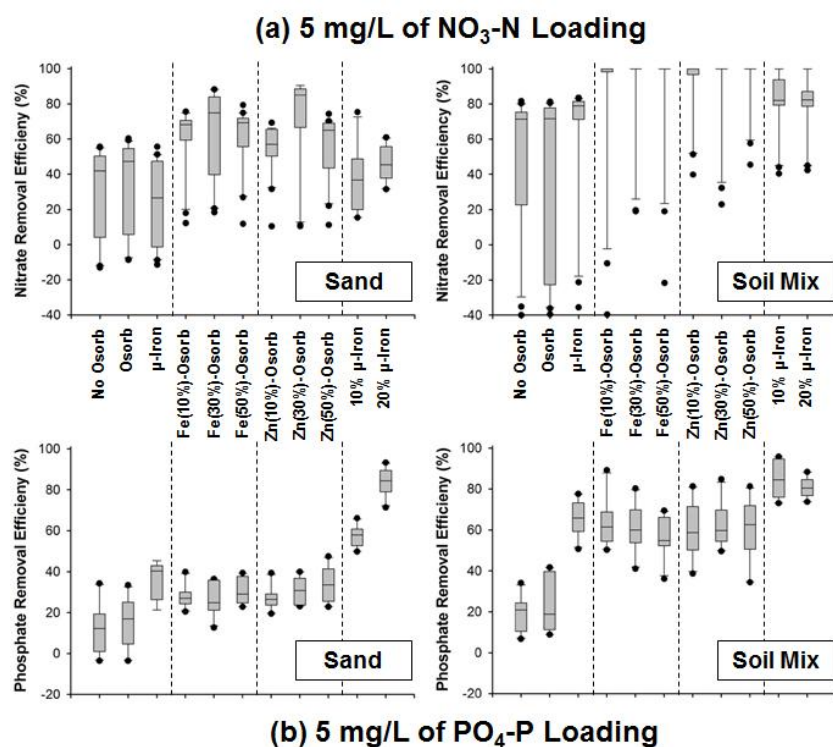 (a) 5 mg/L of NO₃-N Loading
Nitrate Removal Efficieny (%)
100
80
60
40
20
0
-20
-40
Sand
Nitrate Removal Efficiency (%)
100
80
60
40
20
0
-20
-40
Soil Mix
No Osorb
Osorb
μ-Iron
Fe(10%)-Osorb
Fe(30%)-Osorb
Fe(50%)-Osorb
Zn(10%)-Osorb
Zn(30%)-Osorb
Zn(50%)-Osorb
10% μ-Iron
20% μ-Iron
No Osorb
Osorb
μ-Iron
Fe(10%)-Osorb
Fe(30%)-Osorb
Fe(50%)-Osorb
Zn(10%)-Osorb
Zn(30%)-Osorb
Zn(50%)-Osorb
10% μ-Iron
20% μ-Iron
Phosphate Removal Efficieny (%)
100
80
60
40
20
0
-20
Sand
Phosphate Removal Efficieny (%)
100
80
60
40
20
0
-20
Soil Mix
(b) 5 mg/L of PO₄-P Loading